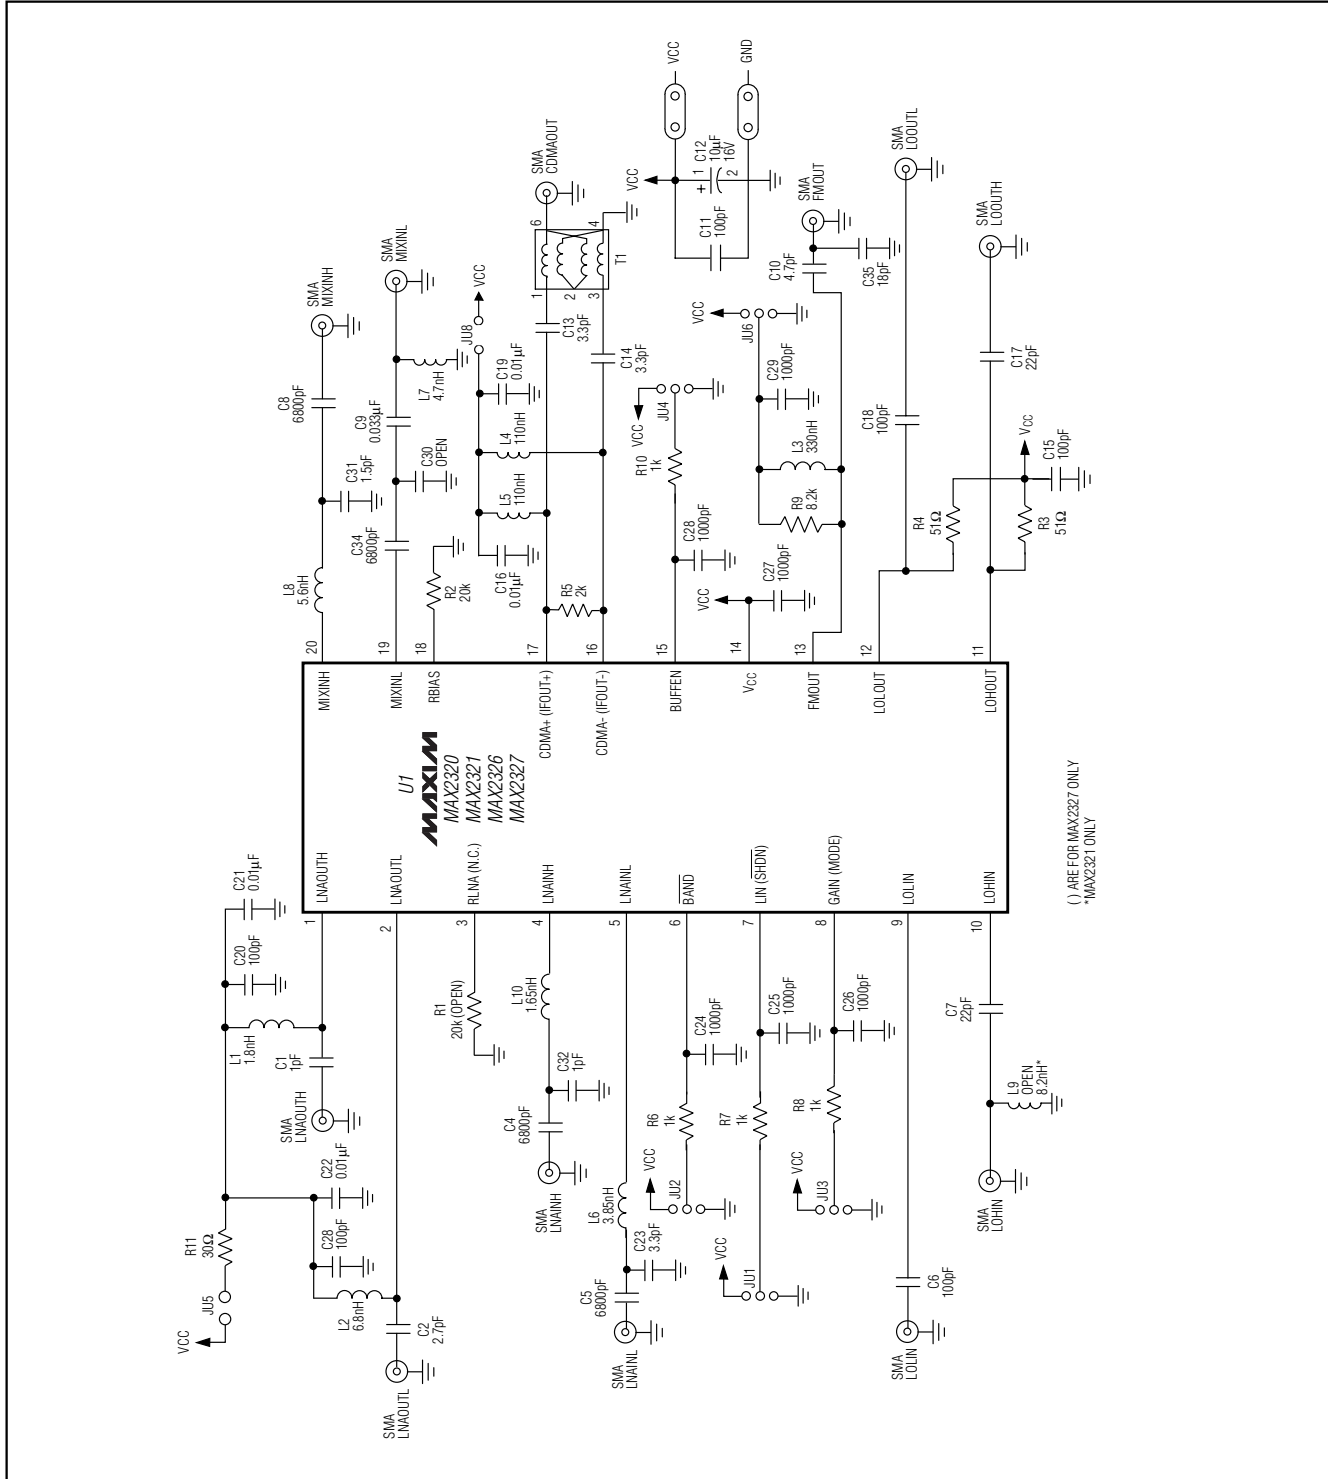 VCC
JU5
R11
30Ω
L2
6.8nH
C28
100pF
C22
0.01µF
C2
2.7pF
SMA
LNAOUTL
L1
1.8nH
C20
100pF
C21
0.01µF
C1
1pF
SMA
LNAOUTH
R1
20k (OPEN)
L10
1.65nH
C32
1pF
C4
6800pF
SMA
LNAINH
L6
3.85nH
C23
3.3pF
C5
6800pF
SMA
LNAINL
VCC
JU2
R6
1k
C24
1000pF
VCC
JU1
R7
1k
C25
1000pF
VCC
JU3
R8
1k
C26
1000pF
C6
100pF
SMA
LOLIN
C7
22pF
L9
OPEN
8.2nH*
SMA
LOHIN
1
2
3
4
5
6
7
8
9
10
LNAOUTH
LNAOUTL
RLNA (N.C.)
LNAINH
LNAINL
BAND
LIN (SHDN)
GAIN (MODE)
LOLIN
LOHIN
U1
MAXIM
MAX2320
MAX2321
MAX2326
MAX2327
MIXINH
MIXINL
RBIAS
CDMA+ (IFOUT+)
CDMA- (IFOUT-)
BUFFEN
VCC
FMOUT
LOLOUT
LOHOUT
20
19
18
17
16
15
14
13
12
11
L8
5.6nH
C31
1.5pF
C8
6800pF
SMA
MIXINH
C34
6800pF
C30
OPEN
C9
0.033µF
L7
4.7nH
SMA
MIXINL
R2
20k
C16
0.01µF
L5
110nH
L4
110nH
C19
0.01µF
JU8
VCC
R5
2k
C13
3.3pF
C14
3.3pF
1
2
3
6
4
T1
SMA
CDMAOUT
C28
1000pF
R10
1k
VCC
JU4
VCC
C27
1000pF
R9
8.2k
L3
330nH
C29
1000pF
VCC
JU6
C10
4.7pF
C35
18pF
SMA
FMOUT
VCC
C11
100pF
+
1
2
C12
10µF
16V
VCC
GND
C18
100pF
SMA
LOOUTL
R4
51Ω
R3
51Ω
VCC
C15
100pF
C17
22pF
SMA
LOOUTH
( ) ARE FOR MAX2327 ONLY
*MAX2321 ONLY